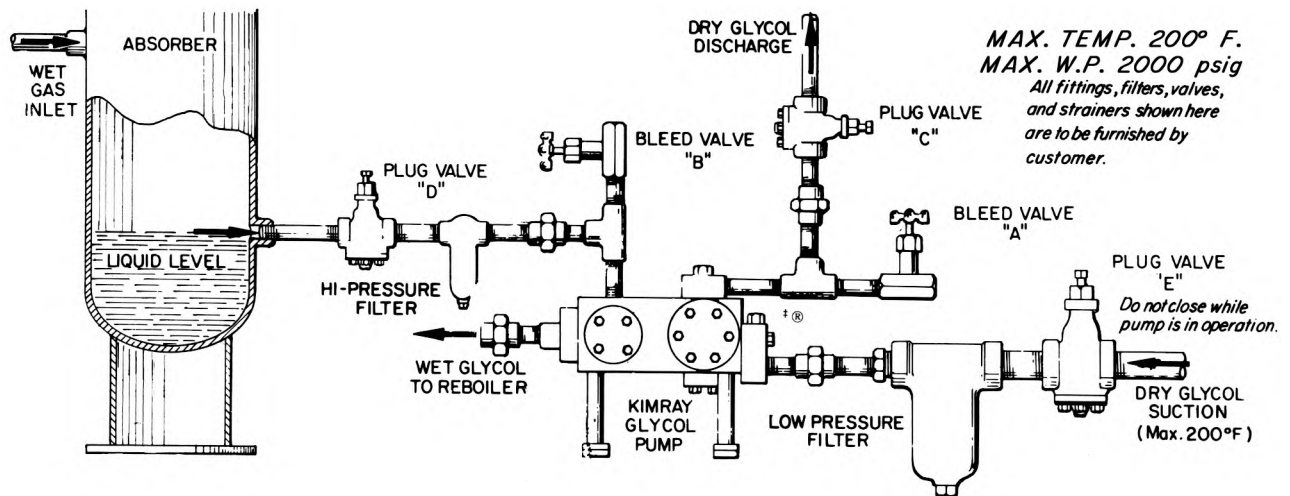 ABSORBER
WET
GAS
INLET
LIQUID LEVEL
PLUG VALVE
"D"
HI-PRESSURE
FILTER
BLEED VALVE
"B"
WET GLYCOL
TO REBOILER
KIMRAY
GLYCOL
PUMP
‡®
DRY GLYCOL
DISCHARGE
PLUG VALVE
"C"
BLEED VALVE
"A"
MAX. TEMP. 200° F.
MAX. W.P. 2000 psig
All fittings, filters, valves,
and strainers shown here
are to be furnished by
customer.
PLUG VALVE
'E"
Do not close while
pump is in operation.
LOW PRESSURE
FILTER
DRY GLYCOL
SUCTION
(Max. 200°F)